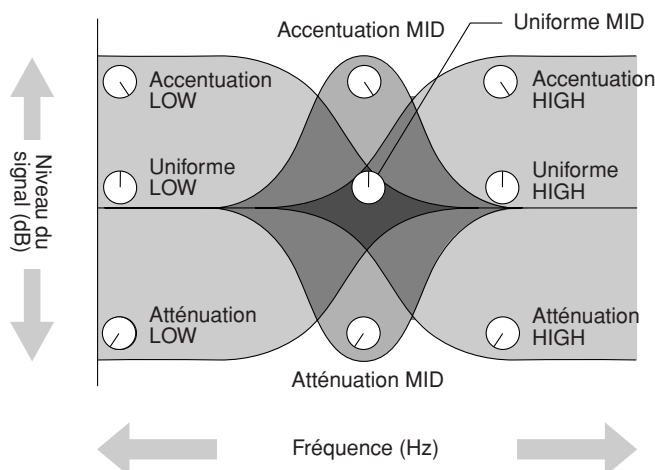 Uniforme MID
Accentuation MID
Accentuation
LOW
Accentuation
HIGH
Niveau du
signal (dB)
Uniforme
LOW
Uniforme
HIGH
Atténuation
LOW
Atténuation
HIGH
Atténuation MID
Fréquence (Hz)